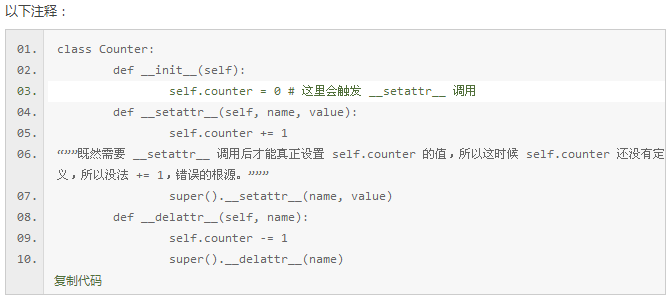 以下注释：
01. class Counter:
02. def __init__(self):
03. self.counter = 0 # 这里会触发 __setattr__ 调用
04. def __setattr__(self, name, value):
05. self.counter += 1
06. “””既然需要 __setattr__ 调用后才能真正设置 self.counter 的值，所以这时候 self.counter 还没有定
义，所以没法 += 1，错误的根源。”””
07. super().__setattr__(name, value)
08. def __delattr__(self, name):
09. self.counter -= 1
10. super().__delattr__(name)
复制代码